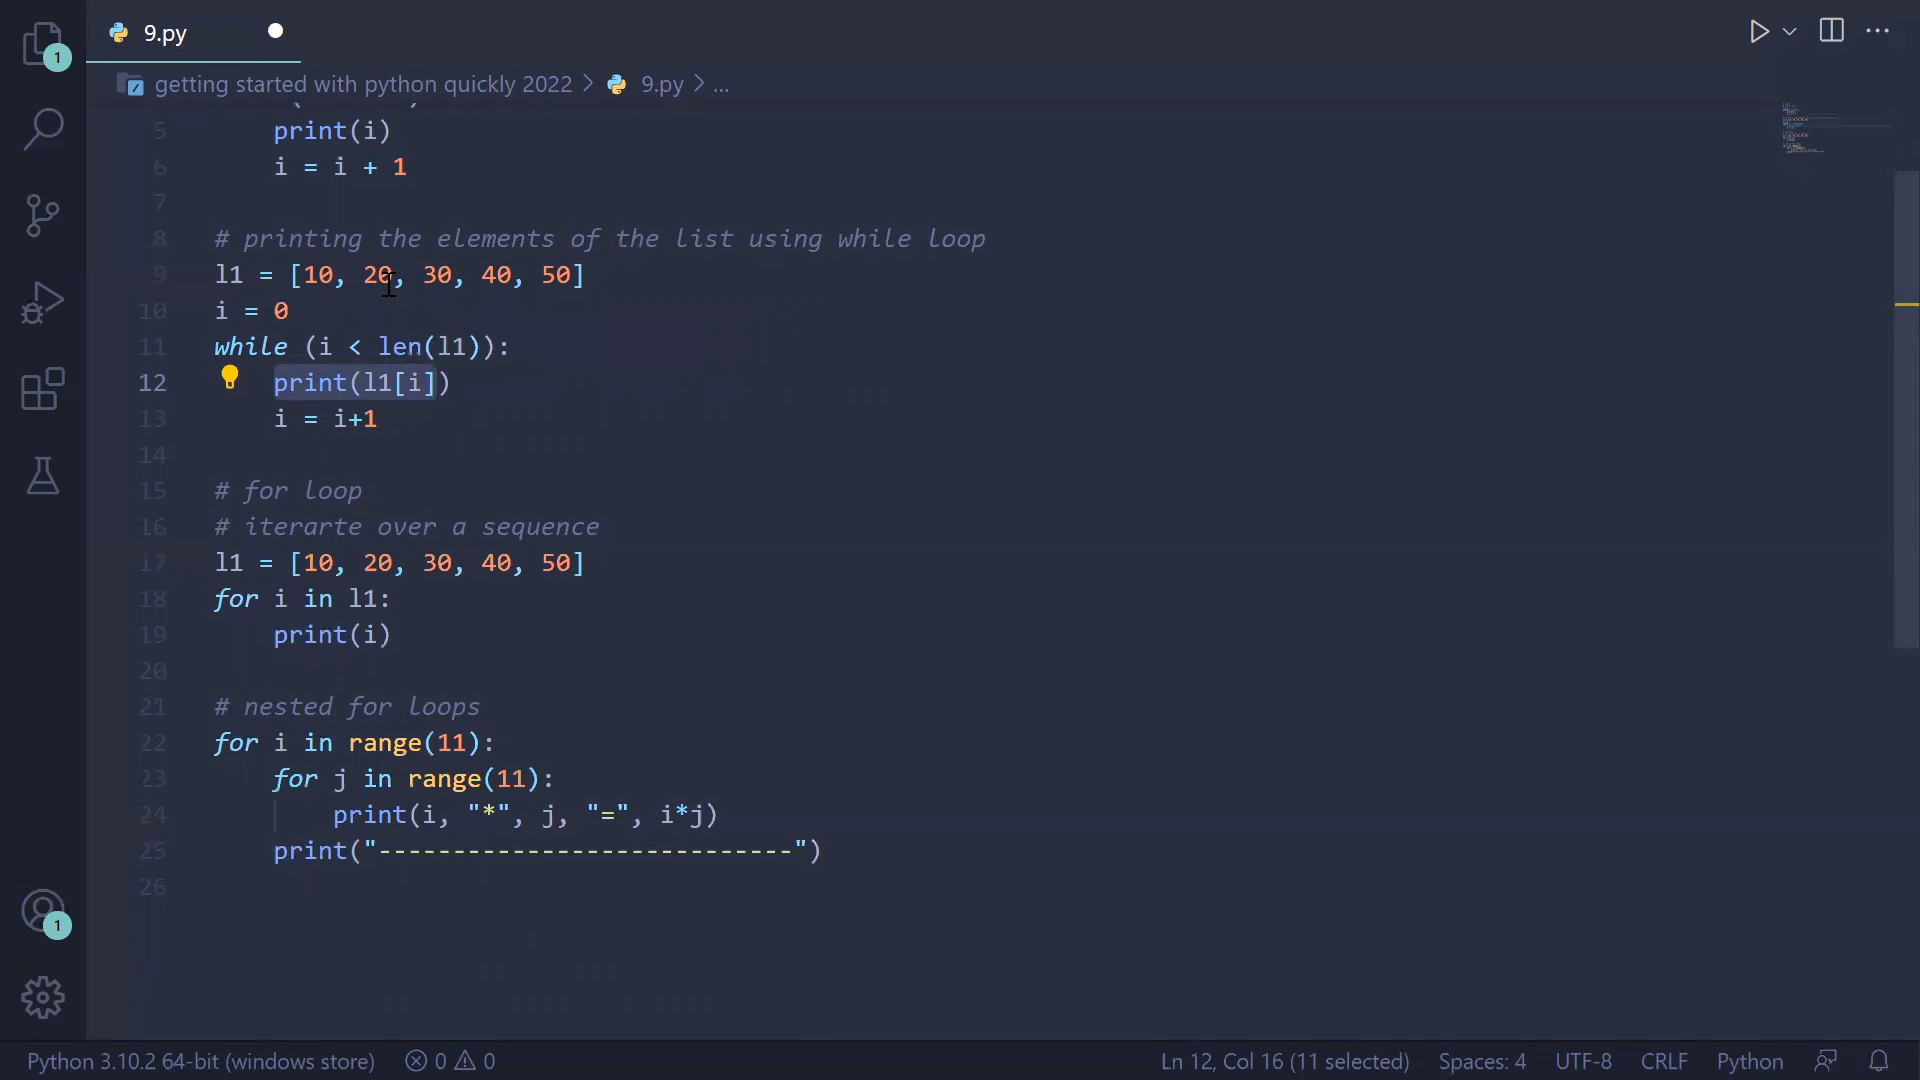 1
9.py
getting started with python quickly 2022 > 9.py > ...
5 print(i)
6 i = i + 1
7
8 # printing the elements of the list using while loop
9 l1 = [10, 20, 30, 40, 50]
10 i = 0
11 while (i < len(l1)):
12 print(l1[i])
13 i = i+1
14
15 # for loop
16 # iterarte over a sequence
17 l1 = [10, 20, 30, 40, 50]
18 for i in l1:
19 print(i)
20
21 # nested for loops
22 for i in range(11):
23 for j in range(11):
24 print(i, "*", j, "=", i*j)
25 print("----------------------------")
26
1
Python 3.10.2 64-bit (windows store) 0 0 Ln 12, Col 16 (11 selected) Spaces: 4 UTF-8 CRLF Python